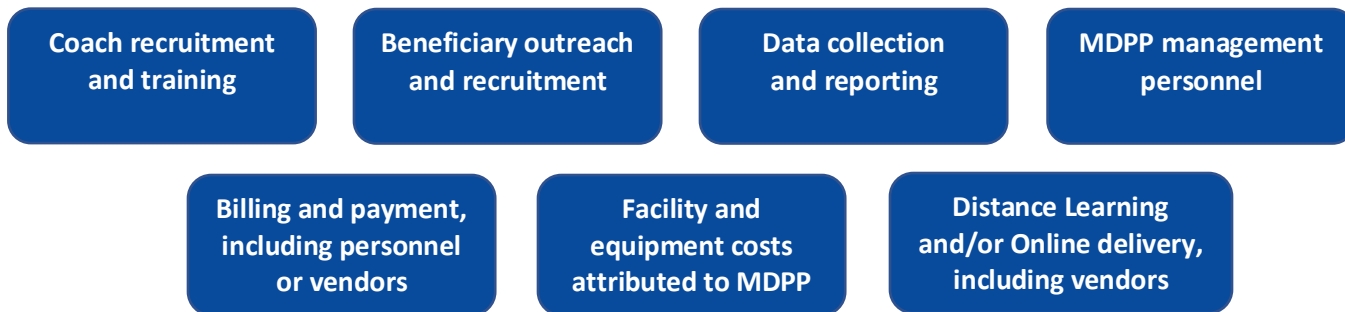 Coach recruitment
and training
Beneficiary outreach
and recruitment
Data collection
and reporting
MDPP management
personnel
Billing and payment,
including personnel
or vendors
Facility and
equipment costs
attributed to MDPP
Distance Learning
and/or Online delivery,
including vendors